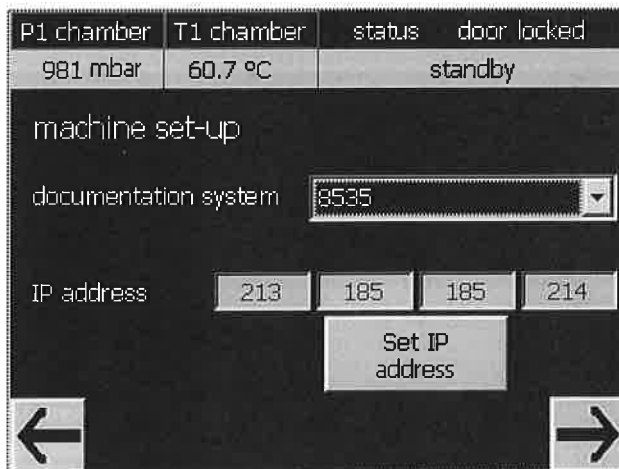 P1 chamber T1 chamber status door locked
981 mbar 60.7 ºC standby
machine set-up
documentation system 8535
IP address 213 185 185 214
Set IP
address